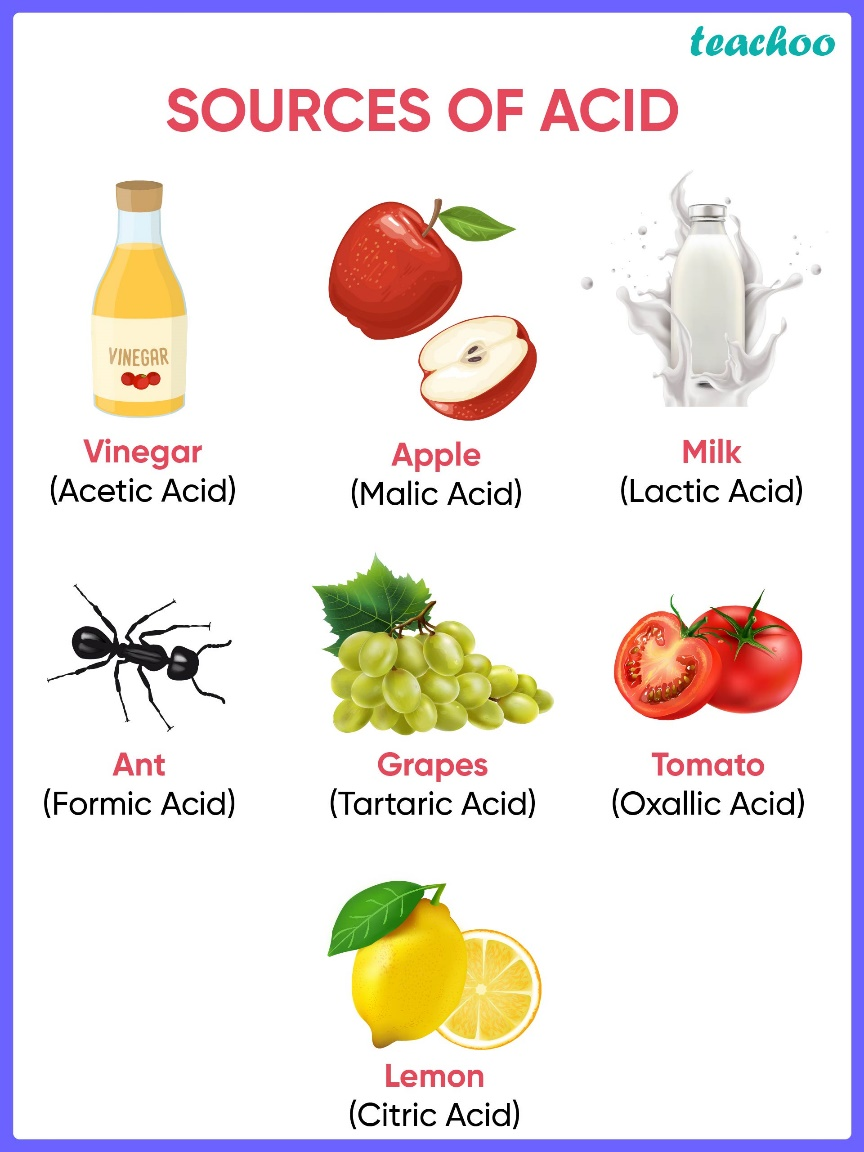 teachoo
SOURCES OF ACID
VINEGAR
Vinegar
(Acetic Acid)
Apple
(Malic Acid)
Milk
(Lactic Acid)
Ant
(Formic Acid)
Grapes
(Tartaric Acid)
Tomato
(Oxallic Acid)
Lemon
(Citric Acid)